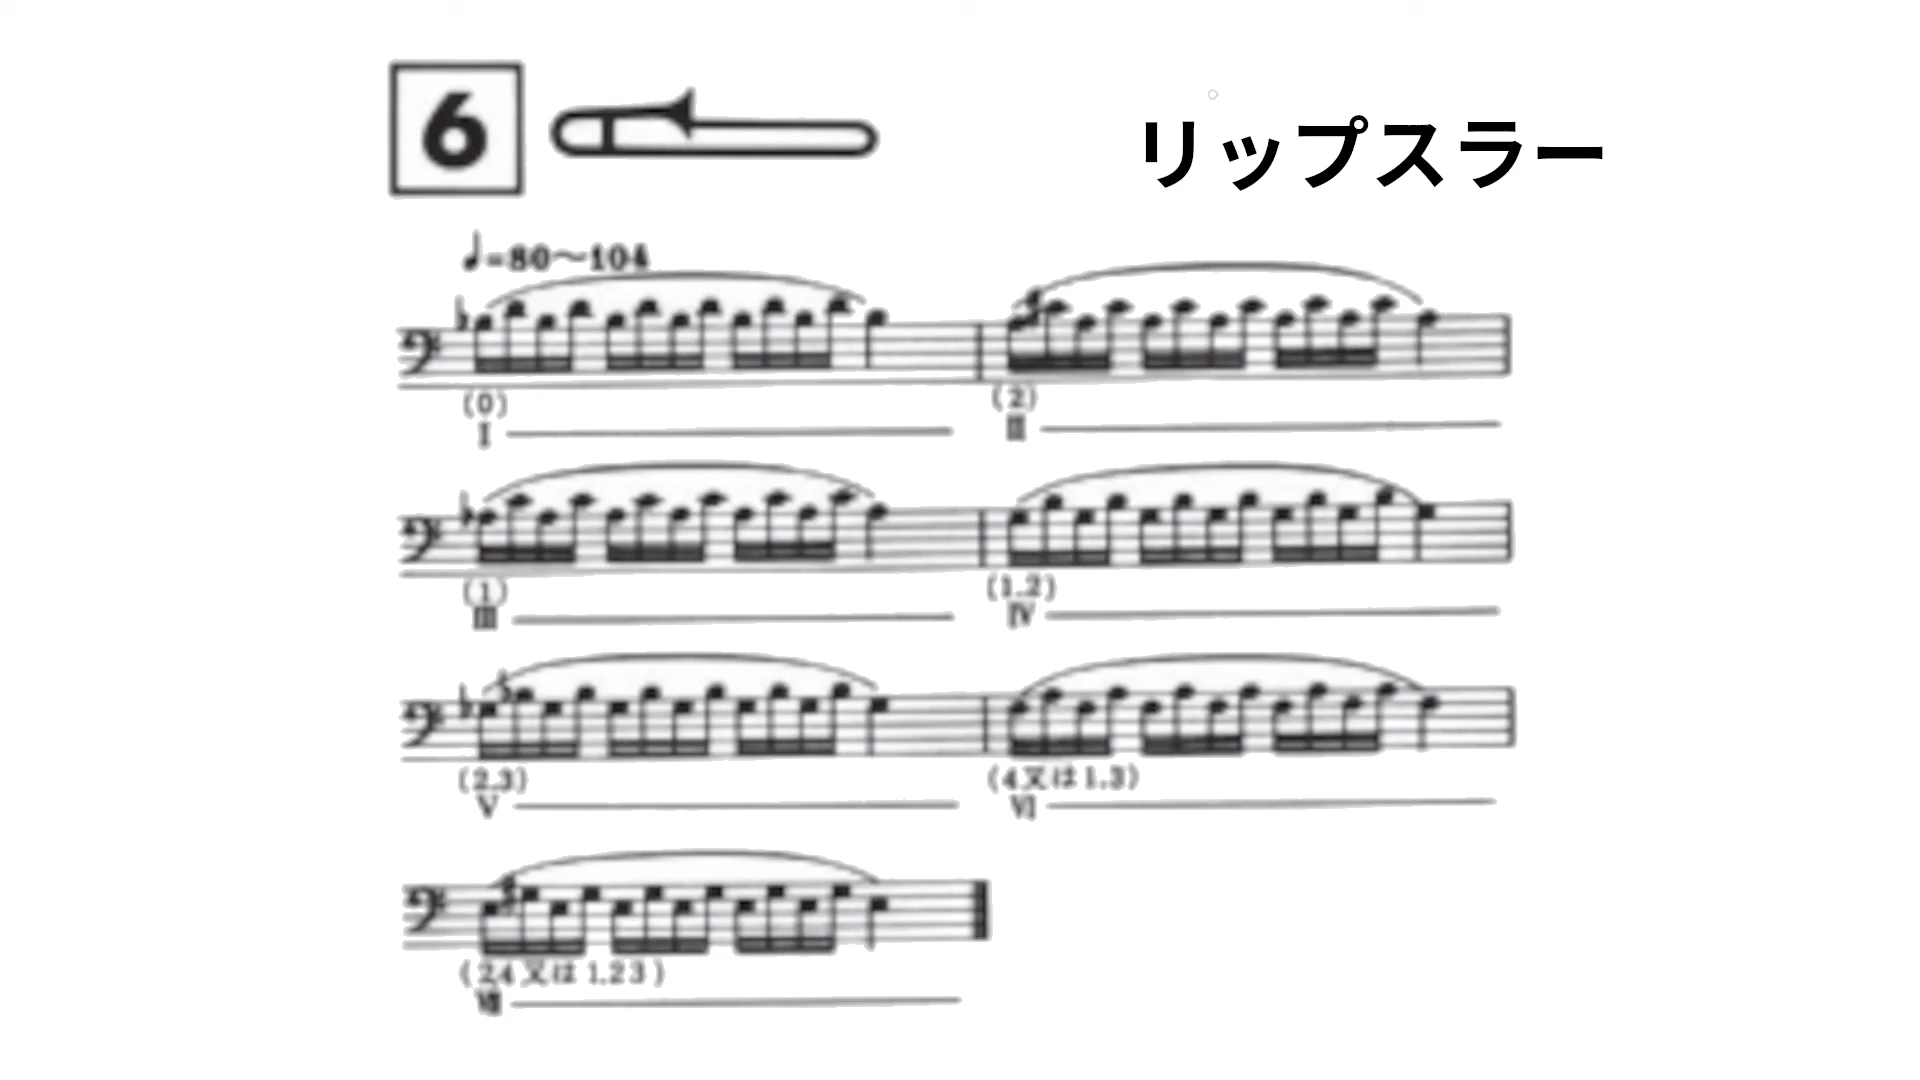 6
リップスラー
♩=80〜104
(0)
(2)
I
II
(1)
(1.2)
III
IV
(2.3)
(4又は1.3)
V
VI
(2.4又は1.2.3)
VII